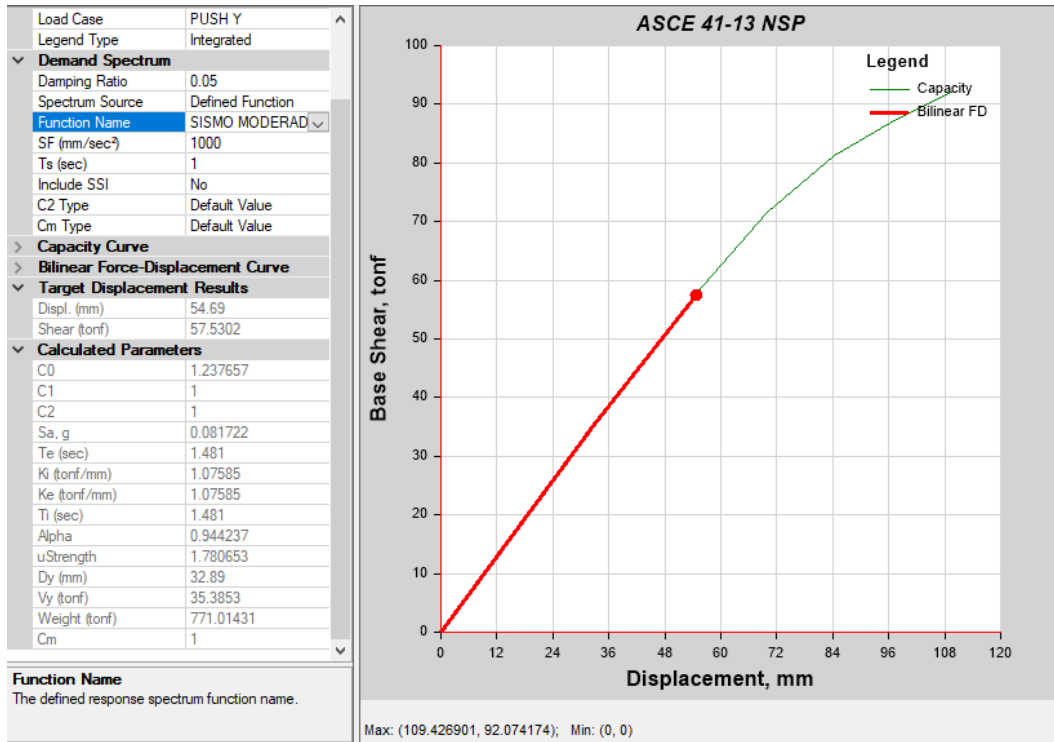 Load Case PUSH Y
Legend Type Integrated
Demand Spectrum
Damping Ratio 0.05
Spectrum Source Defined Function
Function Name SISMO MODERAD
SF (mm/sec²) 1000
Ts (sec) 1
Include SSI No
C2 Type Default Value
Cm Type Default Value
Capacity Curve
Bilinear Force-Displacement Curve
Target Displacement Results
Displ. (mm) 54.69
Shear (tonf) 57.5302
Calculated Parameters
C0 1.237657
C1 1
C2 1
Sa, g 0.081722
Te (sec) 1.481
Ki (tonf/mm) 1.07585
Ke (tonf/mm) 1.07585
Ti (sec) 1.481
Alpha 0.944237
uStrength 1.780653
Dy (mm) 32.89
Vy (tonf) 35.3853
Weight (tonf) 771.01431
Cm 1
Function Name
The defined response spectrum function name.
ASCE 41-13 NSP
Legend
Capacity
Bilinear FD
100
90
80
70
60
50
40
30
20
10
0
Base Shear, tonf
0 12 24 36 48 60 72 84 96 108 120
Displacement, mm
Max: (109.426901, 92.074174); Min: (0, 0)